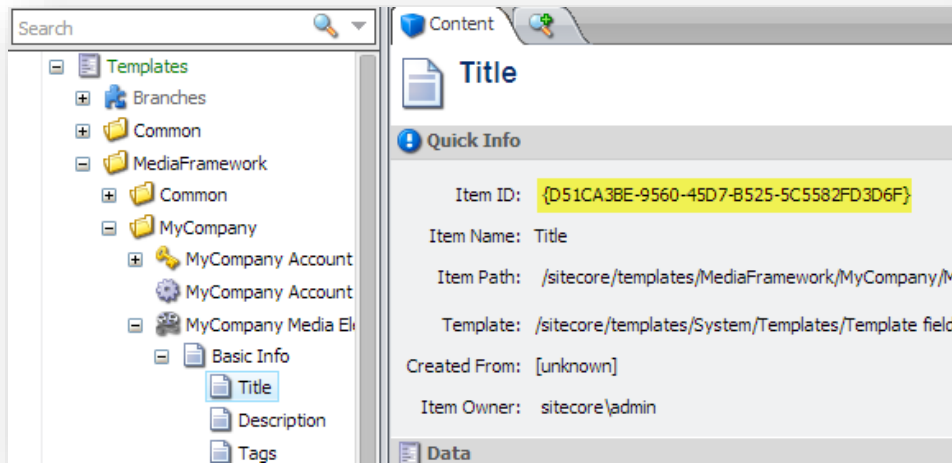 Search
Templates
Branches
Common
MediaFramework
Common
MyCompany
MyCompany Account
MyCompany Account
MyCompany Media El
Basic Info
Title
Description
Tags
Content
Title
Quick Info
Item ID: {D51CA3BE-9560-45D7-B525-5C5582FD3D6F}
Item Name: Title
Item Path: /sitecore/templates/MediaFramework/MyCompany/M
Template: /sitecore/templates/System/Templates/Template field
Created From: [unknown]
Item Owner: sitecore\admin
Data